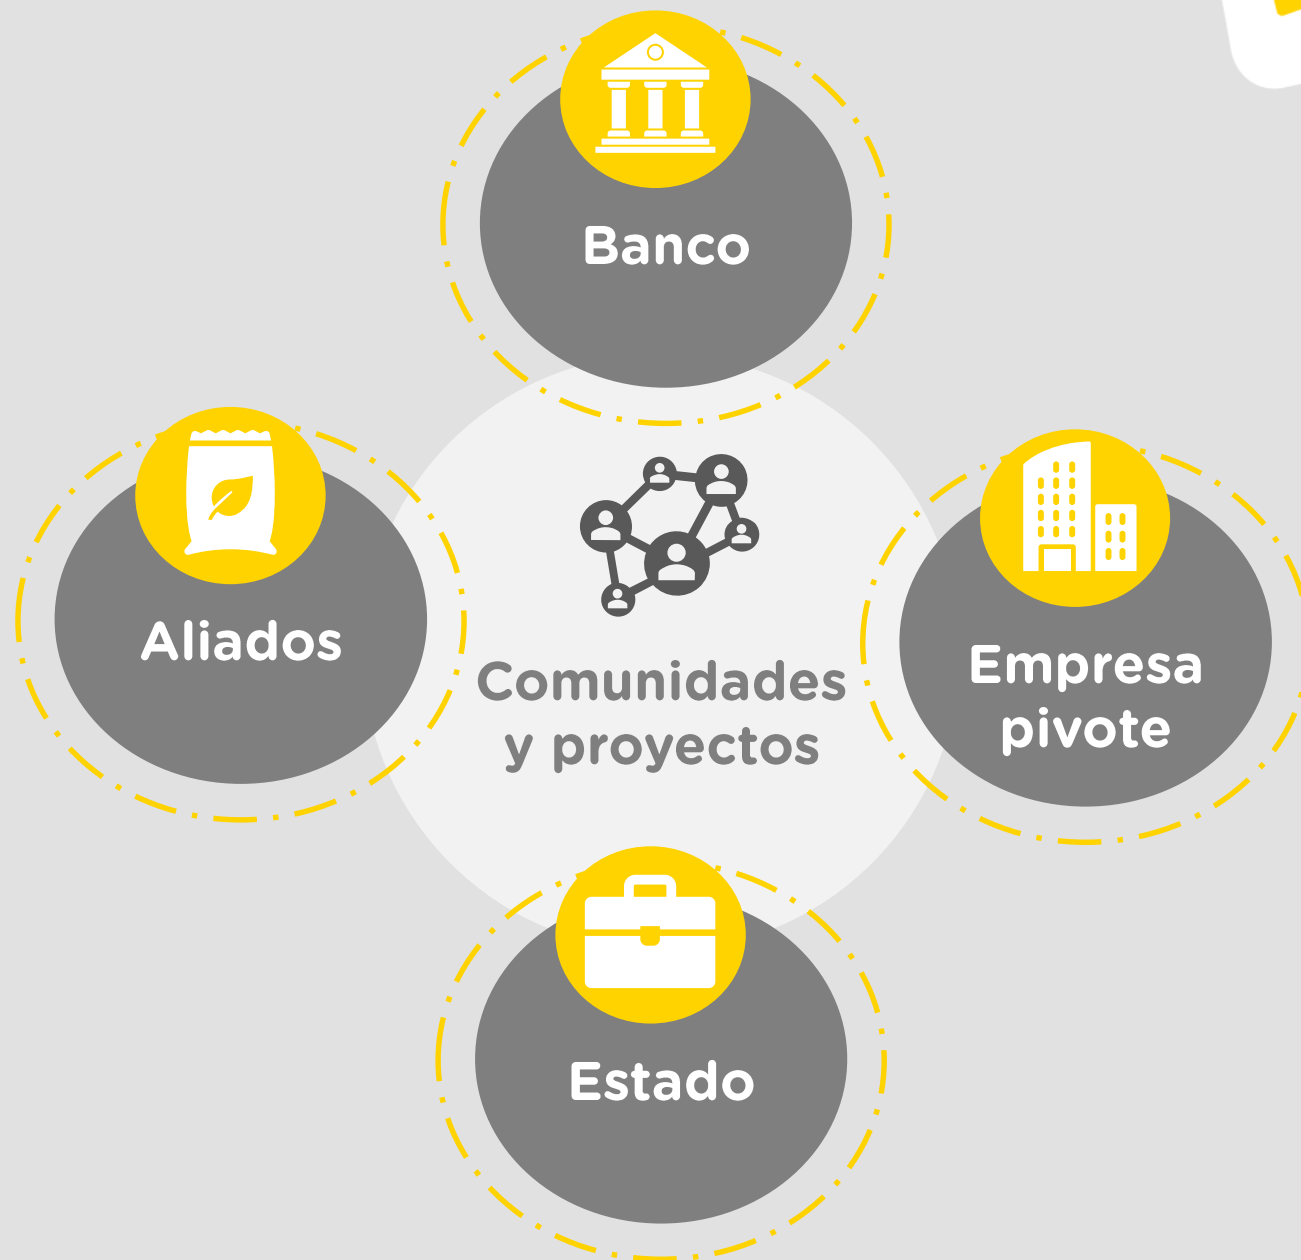 Banco
Aliados
Comunidades
y proyectos
Empresa
pivote
Estado